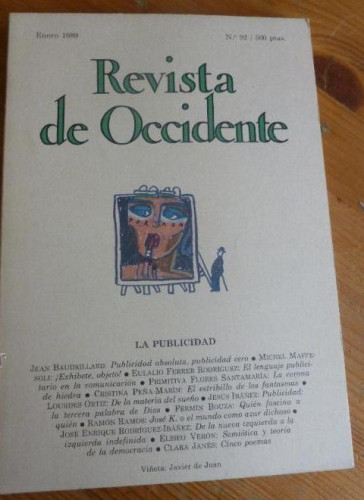 Enero 1989
N.º 92 / 500 ptas.
Revista
de Occidente
LA PUBLICIDAD
JEAN BAUDRILLARD: Publicidad absoluta, publicidad cero ● MICHEL MAFFE-
SOLI: ¡Exhíbete, objeto! ● EULALIO FERRER RODRÍGUEZ: El lenguaje publici-
tario en la comunicación ● PRIMITIVA FLORES SANTAMARÍA: La corona
de hiedra ● CRISTINA PEÑA-MARÍN: El estribillo de los fantasmas ●
LOURDES ORTIZ: De la materia del sueño ● JESÚS IBÁÑEZ: Publicidad:
la tercera palabra de Dios ● FERMÍN BOUZA: Quién fascina a
quién ● RAMÓN RAMOS: José K. o el mundo como azar dichoso ●
JOSÉ ENRIQUE RODRÍGUEZ-IBÁÑEZ: De la nueva izquierda a la
izquierda indefinida ● ELISEO VERÓN: Semiótica y teoría
de la democracia ● CLARA JANÉS: Cinco poemas
Viñeta: Javier de Juan